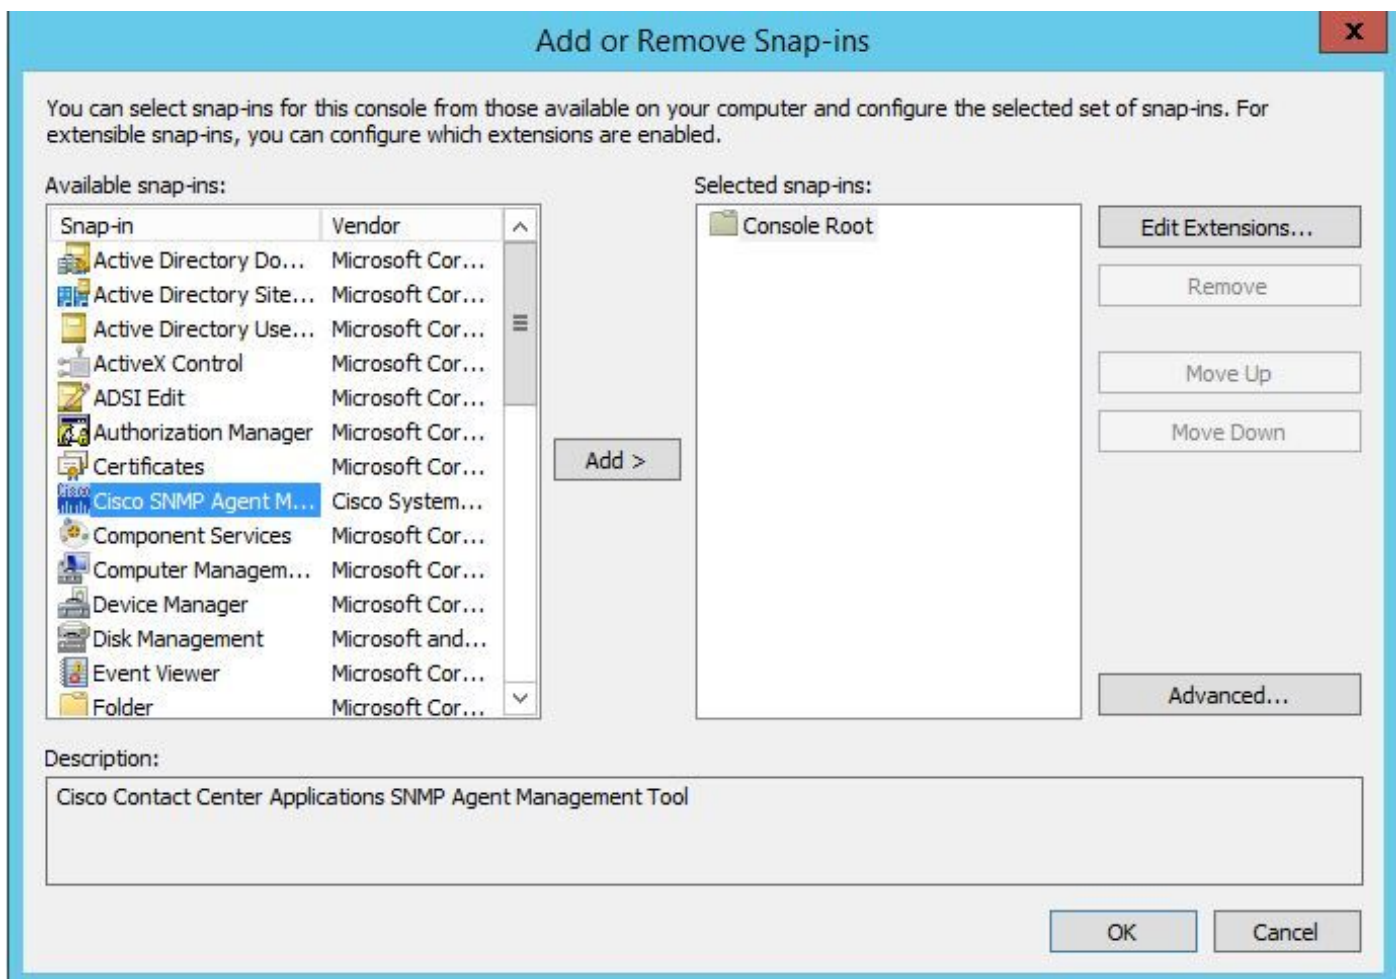 Add or Remove Snap-ins
X
You can select snap-ins for this console from those available on your computer and configure the selected set of snap-ins. For
extensible snap-ins, you can configure which extensions are enabled.
Available snap-ins:
Snap-in Vendor
Active Directory Do... Microsoft Cor...
Active Directory Site... Microsoft Cor...
Active Directory Use... Microsoft Cor...
ActiveX Control Microsoft Cor...
ADSI Edit Microsoft Cor...
Authorization Manager Microsoft Cor...
Certificates Microsoft Cor...
Cisco SNMP Agent M... Cisco System...
Component Services Microsoft Cor...
Computer Managem... Microsoft Cor...
Device Manager Microsoft Cor...
Disk Management Microsoft and...
Event Viewer Microsoft Cor...
Folder Microsoft Cor...
Add >
Selected snap-ins:
Console Root
Edit Extensions...
Remove
Move Up
Move Down
Advanced...
Description:
Cisco Contact Center Applications SNMP Agent Management Tool
OK Cancel